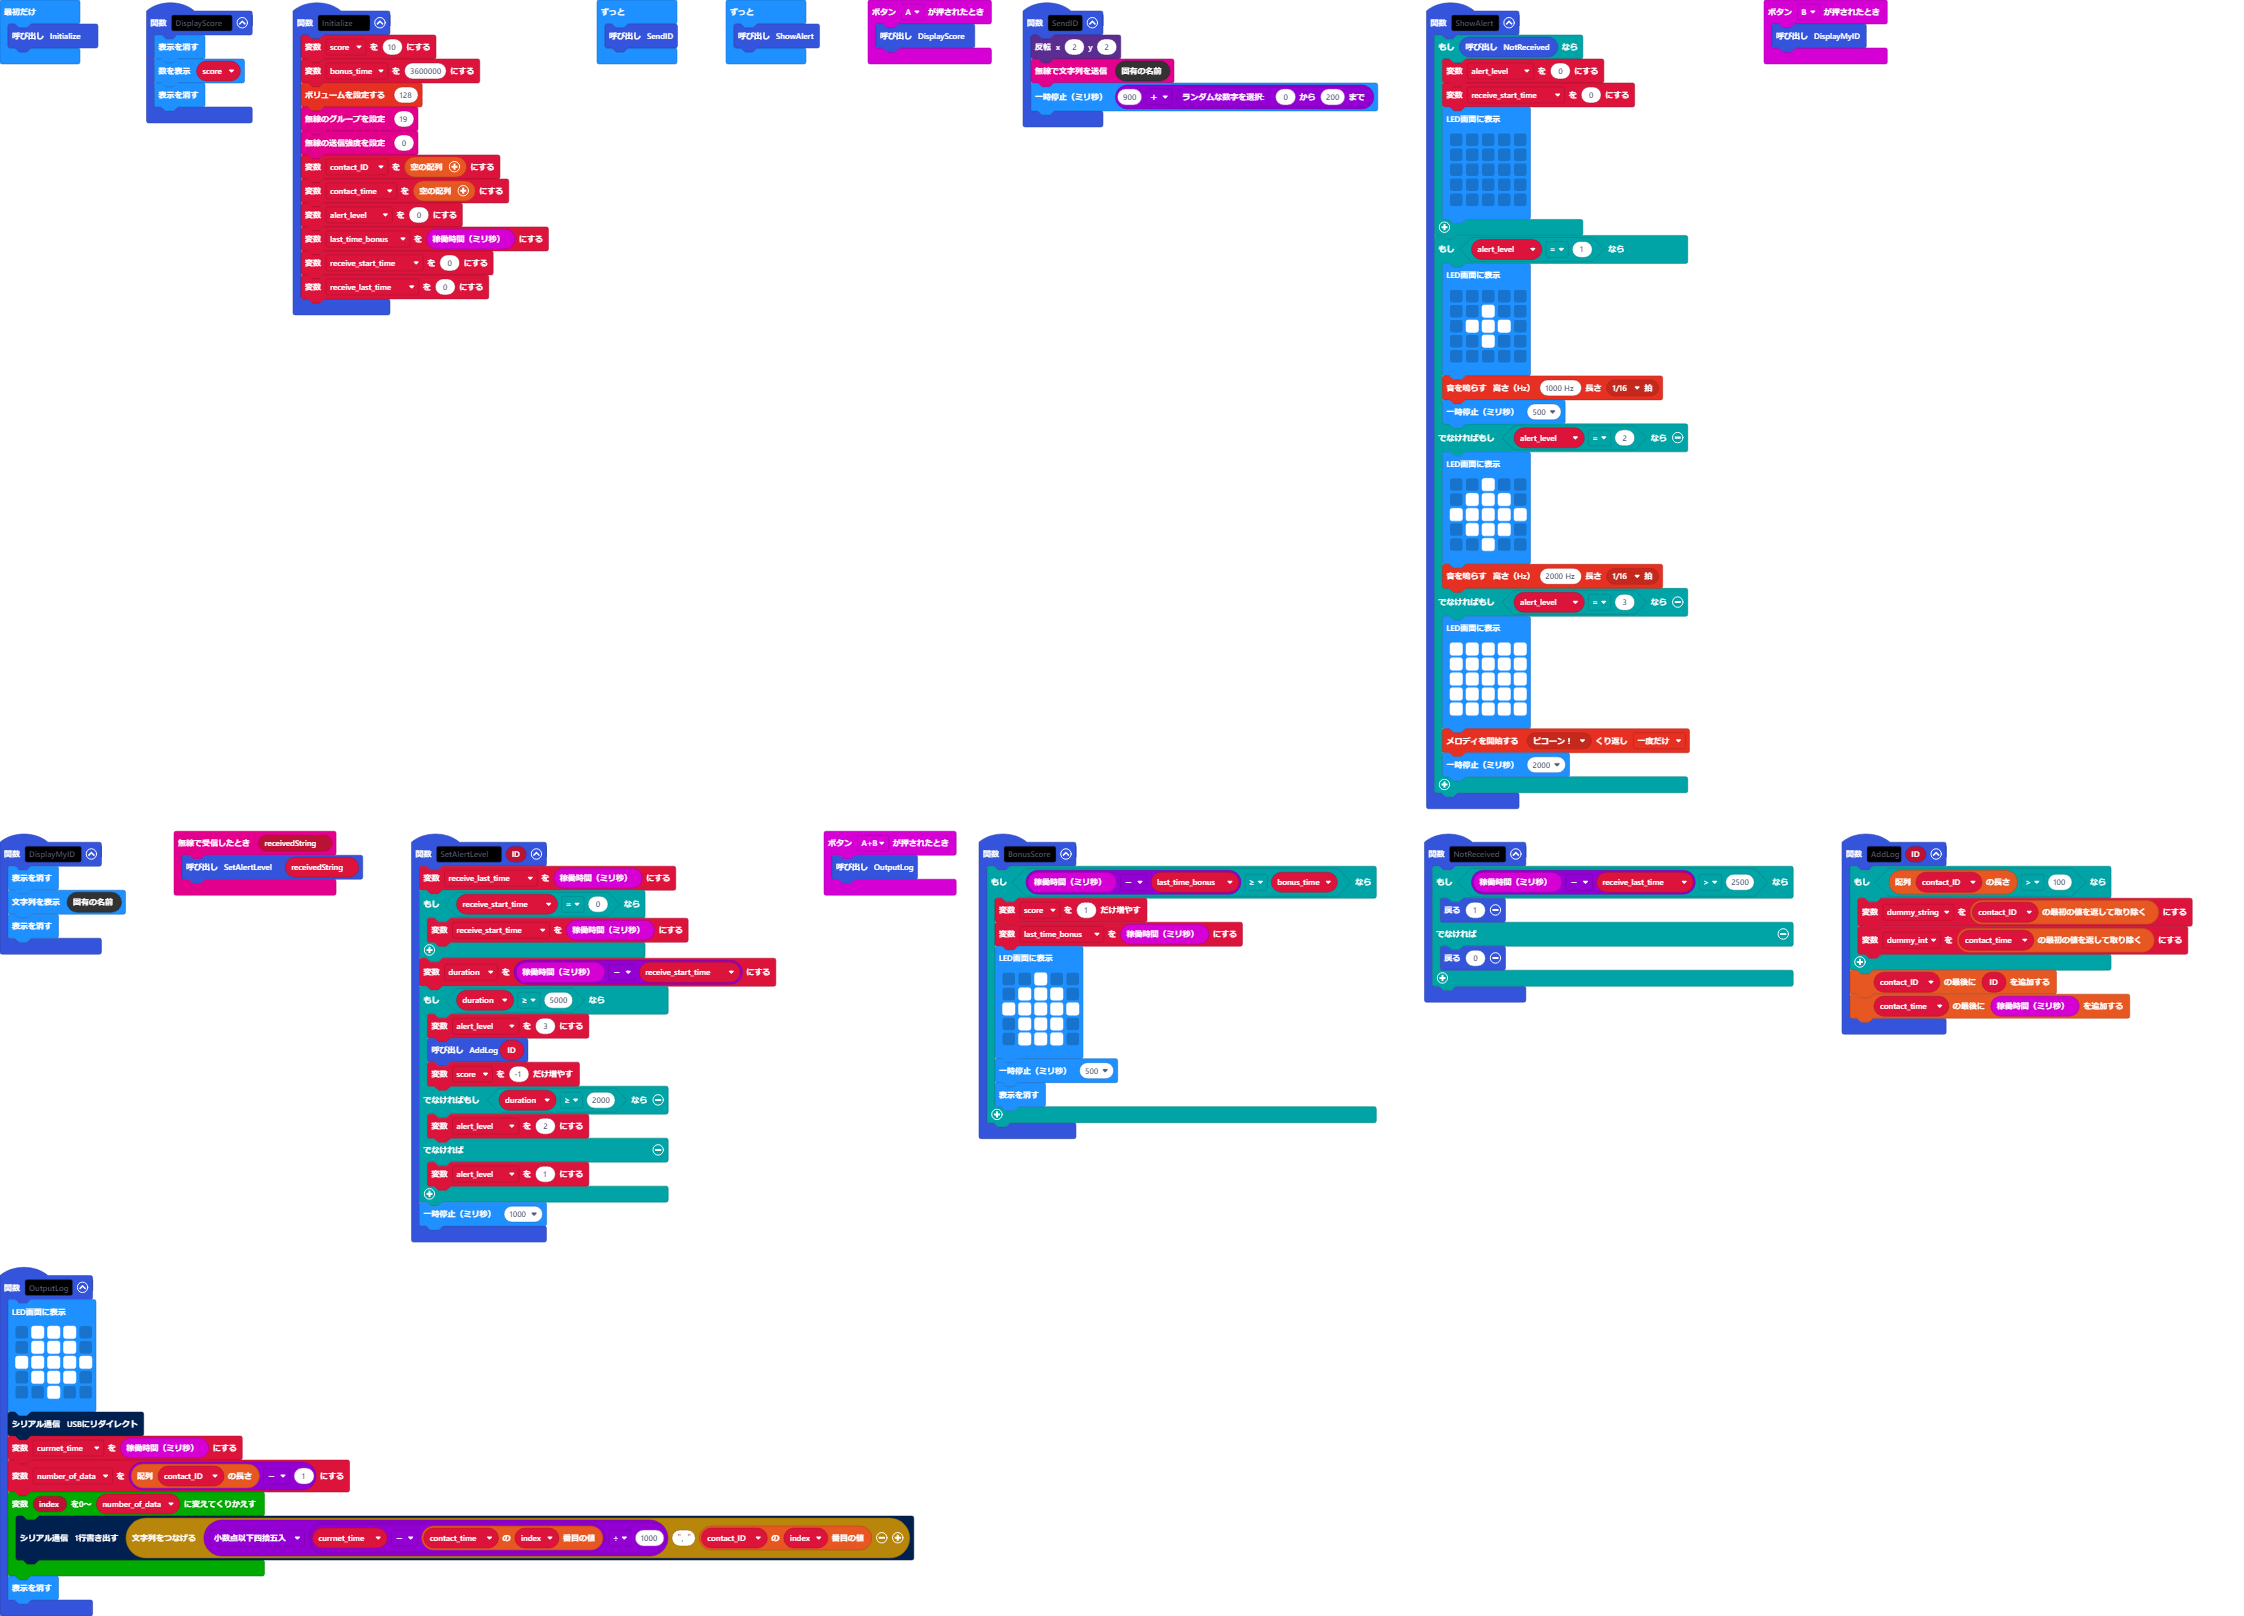 最初だけ
呼び出し Initialize
関数 DisplayScore
表示を消す
数を表示 score
表示を消す
関数 Initialize
変数 score を 10 にする
変数 bonus_time を 3600000 にする
ボリュームを設定する 128
無線のグループを設定 19
無線の送信強度を設定 0
変数 contact_ID を 空の配列 にする
変数 contact_time を 空の配列 にする
変数 alert_level を 0 にする
変数 last_time_bonus を 稼働時間(ミリ秒) にする
変数 receive_start_time を 0 にする
変数 receive_last_time を 0 にする
ずっと
呼び出し SendID
ずっと
呼び出し ShowAlert
ボタン A が押されたとき
呼び出し DisplayScore
関数 SendID
反転 x 2 y 2
無線で文字列を送信 固有の名前
一時停止(ミリ秒) 900 + ランダムな数字を選択: 0 から 200 まで
関数 ShowAlert
もし 呼び出し NotReceived なら
変数 alert_level を 0 にする
変数 receive_start_time を 0 にする
LED画面に表示
もし alert_level = 1 なら
LED画面に表示
音を鳴らす 高さ (Hz) 1000 Hz 長さ 1/16 拍
一時停止(ミリ秒) 500
でなければもし alert_level = 2 なら
LED画面に表示
音を鳴らす 高さ (Hz) 2000 Hz 長さ 1/16 拍
でなければもし alert_level = 3 なら
LED画面に表示
メロディを開始する ピコーン! くり返し 一度だけ
一時停止(ミリ秒) 2000
ボタン B が押されたとき
呼び出し DisplayMyID
関数 DisplayMyID
表示を消す
文字列を表示 固有の名前
表示を消す
無線で受信したとき receivedString
呼び出し SetAlertLevel receivedString
関数 SetAlertLevel ID
変数 receive_last_time を 稼働時間(ミリ秒) にする
もし receive_start_time = 0 なら
変数 receive_start_time を 稼働時間(ミリ秒) にする
変数 duration を 稼働時間(ミリ秒) - receive_start_time にする
もし duration ≥ 5000 なら
変数 alert_level を 3 にする
呼び出し AddLog ID
変数 score を -1 だけ増やす
でなければもし duration ≥ 2000 なら
変数 alert_level を 2 にする
でなければ
変数 alert_level を 1 にする
一時停止(ミリ秒) 1000
ボタン A+B が押されたとき
呼び出し OutputLog
関数 BonusScore
もし 稼働時間(ミリ秒) - last_time_bonus ≥ bonus_time なら
変数 score を 1 だけ増やす
変数 last_time_bonus を 稼働時間(ミリ秒) にする
LED画面に表示
一時停止(ミリ秒) 500
表示を消す
関数 NotReceived
もし 稼働時間(ミリ秒) - receive_last_time > 2500 なら
戻る 1
でなければ
戻る 0
関数 AddLog ID
もし 配列 contact_ID の長さ > 100 なら
変数 dummy_string を contact_ID の最初の値を返して取り除く にする
変数 dummy_int を contact_time の最初の値を返して取り除く にする
contact_ID の最後に ID を追加する
contact_time の最後に 稼働時間(ミリ秒) を追加する
関数 OutputLog
LED画面に表示
シリアル通信 USBにリダイレクト
変数 currnet_time を 稼働時間(ミリ秒) にする
変数 number_of_data を 配列 contact_ID の長さ - 1 にする
変数 index を0～ number_of_data に変えてくりかえす
シリアル通信 1行書き出す 文字列をつなげる 小数点以下四捨五入 currnet_time - contact_time の index 番目の値 ÷ 1000 "," contact_ID の index 番目の値
表示を消す